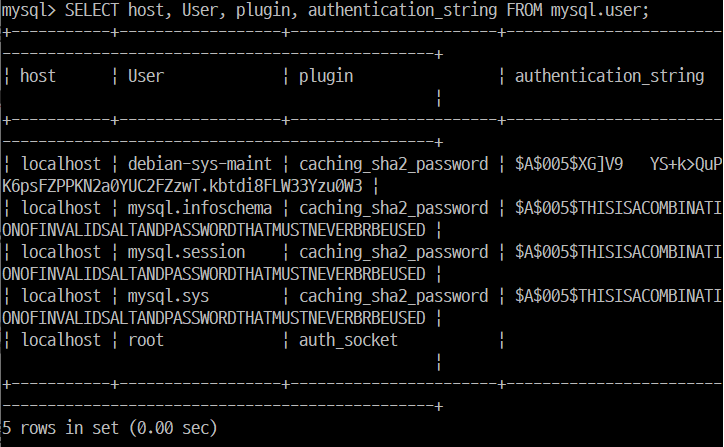 mysql> SELECT host, User, plugin, authentication_string FROM mysql.user;
+-----------+------------------+-----------------------+------------------------
----------------------------------------------+
¦ host      ¦ User             ¦ plugin                ¦ authentication_string
                                              ¦
+-----------+------------------+-----------------------+------------------------
----------------------------------------------+
¦ localhost ¦ debian-sys-maint ¦ caching_sha2_password ¦ $A$005$XG]V9   YS+k>QuP
K6psFZPPKN2a0YUC2FZzwT.kbtdi8FLW33Yzu0W3 ¦
¦ localhost ¦ mysql.infoschema ¦ caching_sha2_password ¦ $A$005$THISISACOMBINATI
ONOFINVALIDSALTANDPASSWORDTHATMUSTNEVERBRBEUSED ¦
¦ localhost ¦ mysql.session    ¦ caching_sha2_password ¦ $A$005$THISISACOMBINATI
ONOFINVALIDSALTANDPASSWORDTHATMUSTNEVERBRBEUSED ¦
¦ localhost ¦ mysql.sys        ¦ caching_sha2_password ¦ $A$005$THISISACOMBINATI
ONOFINVALIDSALTANDPASSWORDTHATMUSTNEVERBRBEUSED ¦
¦ localhost ¦ root             ¦ auth_socket           ¦
                                              ¦
+-----------+------------------+-----------------------+------------------------
----------------------------------------------+
5 rows in set (0.00 sec)